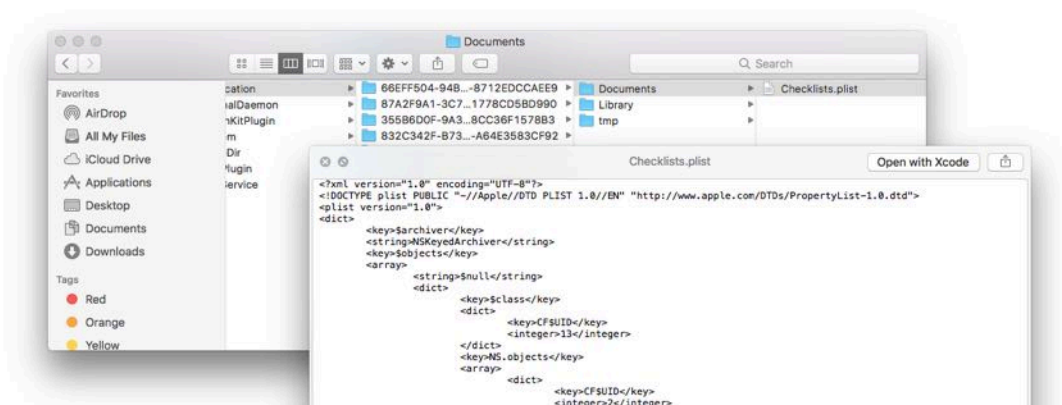 Documents
Search
Favorites
AirDrop
All My Files
iCloud Drive
Applications
Desktop
Documents
Downloads
Tags
Red
Orange
Yellow
cation
alDaemon
KitPlugin
m
Dir
Plugin
Service
66EFF504-94B...-8712EDCCAEE9
87A2F9A1-3C7...1778CD5BD990
355B6D0F-9A3...8CC36F1578B3
832C342F-B73...-A64E3583CF92
Documents
Library
tmp
Checklists.plist
Checklists.plist
Open with Xcode
<?xml version="1.0" encoding="UTF-8"?>
<!DOCTYPE plist PUBLIC "-//Apple//DTD PLIST 1.0//EN" "http://www.apple.com/DTDs/PropertyList-1.0.dtd">
<plist version="1.0">
<dict>
<key>$archiver</key>
<string>NSKeyedArchiver</string>
<key>$objects</key>
<array>
<string>$null</string>
<dict>
<key>$class</key>
<dict>
<key>CF$UID</key>
<integer>13</integer>
</dict>
<key>NS.objects</key>
<array>
<dict>
<key>CF$UID</key>
<integer>2</integer>